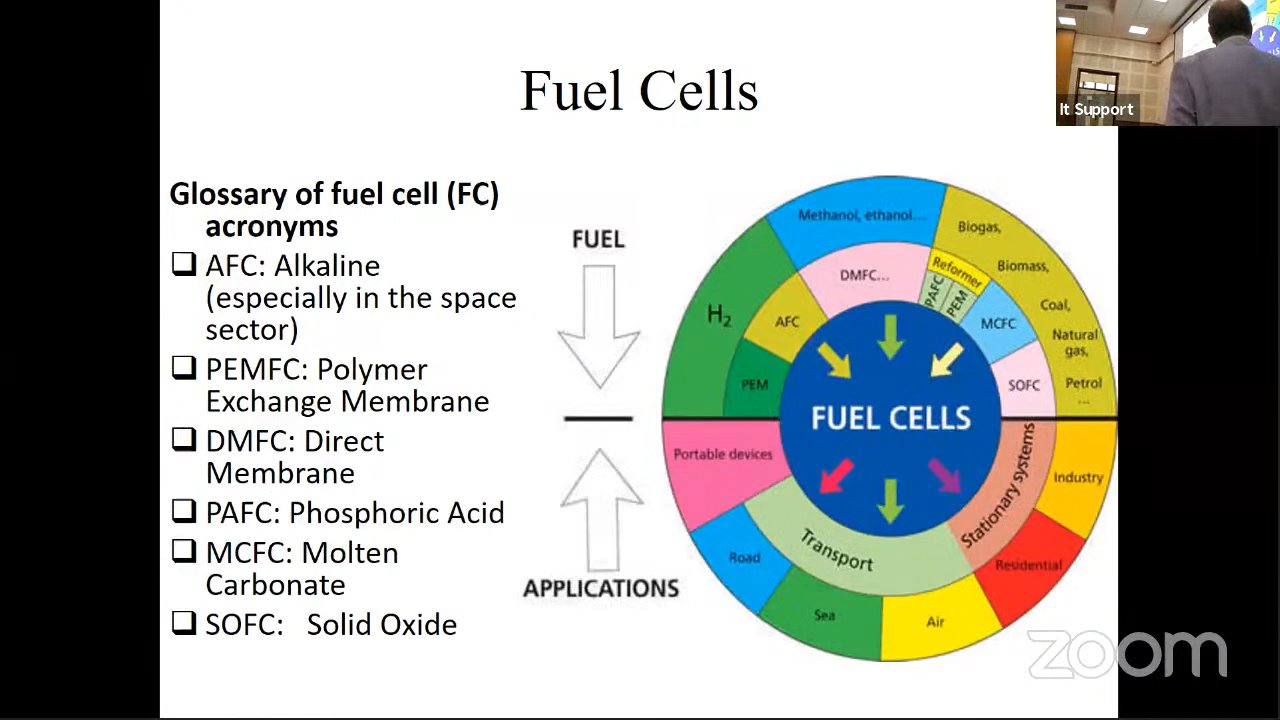 Fuel Cells
It Support
Glossary of fuel cell (FC)
acronyms
❑ AFC: Alkaline
(especially in the space
sector)
❑ PEMFC: Polymer
Exchange Membrane
❑ DMFC: Direct
Membrane
❑ PAFC: Phosphoric Acid
❑ MCFC: Molten
Carbonate
❑ SOFC: Solid Oxide
FUEL
APPLICATIONS
Methanol, ethanol...
Biogas,
Biomass,
Coal,
Natural
gas,
Petrol
...
H2
DMFC...
Reformer
PAFC
PEM
MCFC
SOFC
AFC
PEM
FUEL CELLS
Portable devices
Stationary systems
Industry
Transport
Road
Residential
Sea
Air
zoom